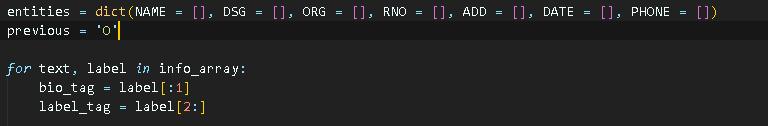 entities = dict(NAME = [], DSG = [], ORG = [], RNO = [], ADD = [], DATE = [], PHONE = [])
previous = 'O'
for text, label in info_array:
    bio_tag = label[:1]
    label_tag = label[2:]